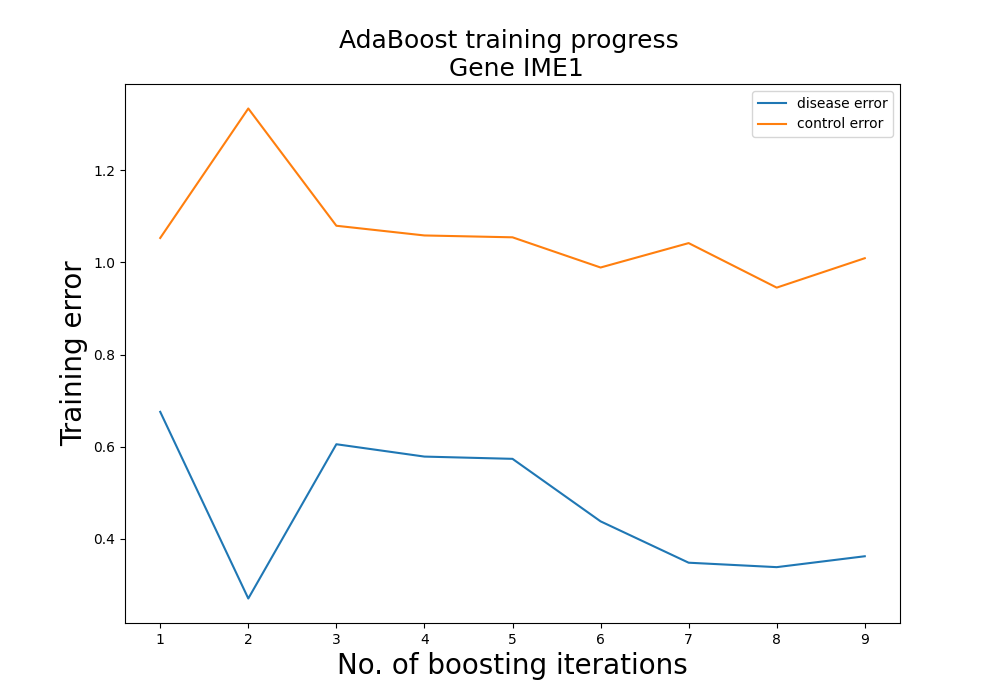 AdaBoost training progress
Gene IME1
disease error
control error
Training error
1.2
1.0
0.8
0.6
0.4
1 2 3 4 5 6 7 8 9
No. of boosting iterations